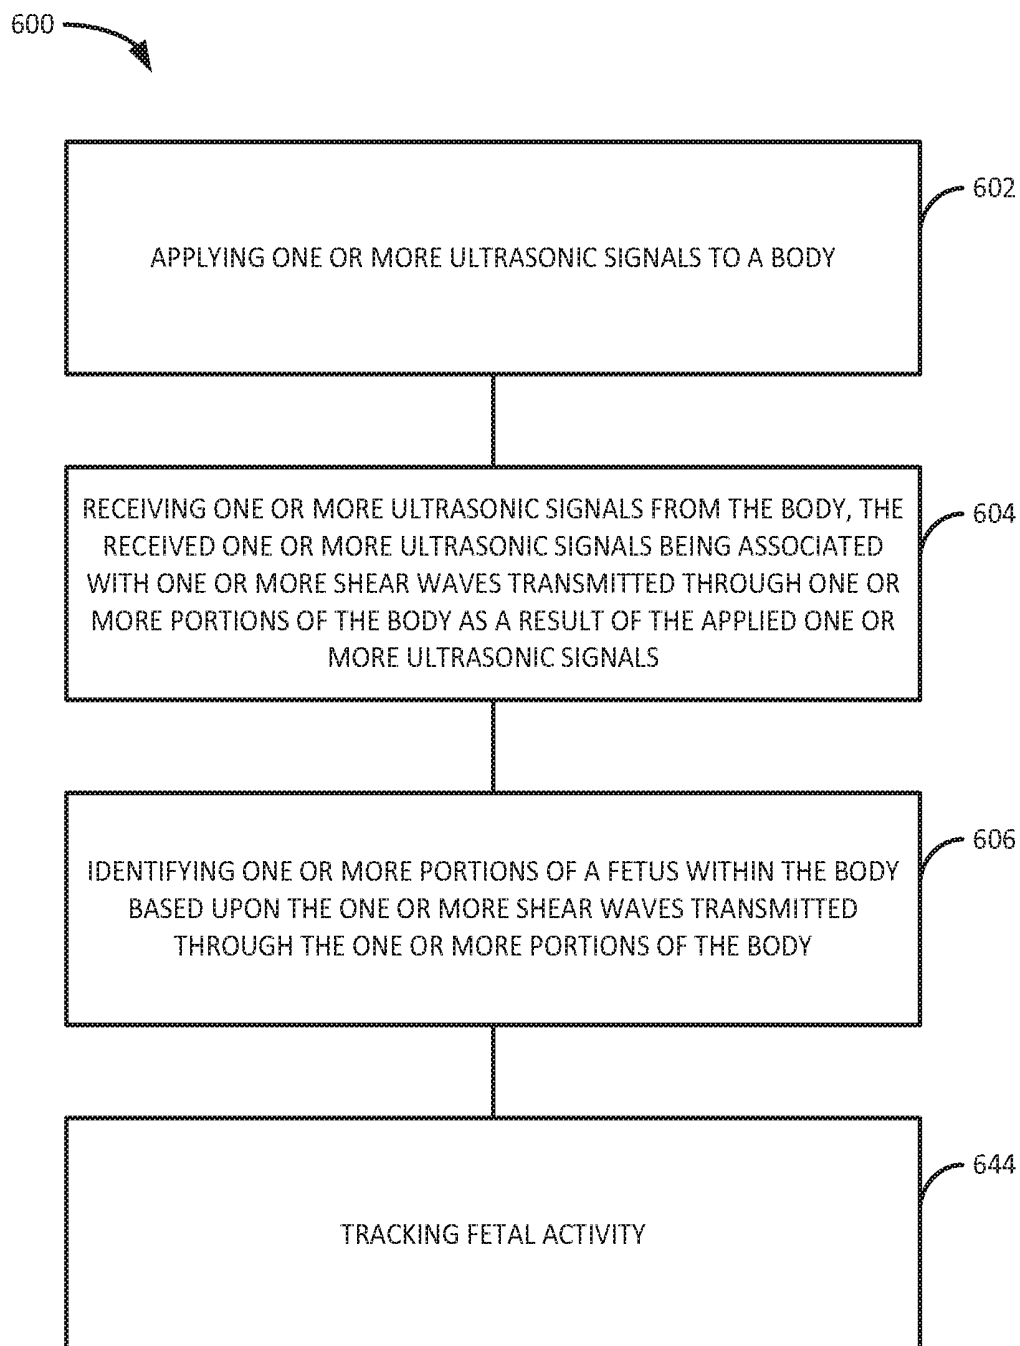 600
602
APPLYING ONE OR MORE ULTRASONIC SIGNALS TO A BODY
RECEIVING ONE OR MORE ULTRASONIC SIGNALS FROM THE BODY, THE
604
RECEIVED ONE OR MORE ULTRASONIC SIGNALS BEING ASSOCIATED
WITH ONE OR MORE SHEAR WAVES TRANSMITTED THROUGH ONE OR
MORE PORTIONS OF THE BODY AS A RESULT OF THE APPLIED ONE OR
MORE ULTRASONIC SIGNALS
606
IDENTIFYING ONE OR MORE PORTIONS OF A FETUS WITHIN THE BODY
BASED UPON THE ONE OR MORE SHEAR WAVES TRANSMITTED
THROUGH THE ONE OR MORE PORTIONS OF THE BODY
644
TRACKING FETAL ACTIVITY